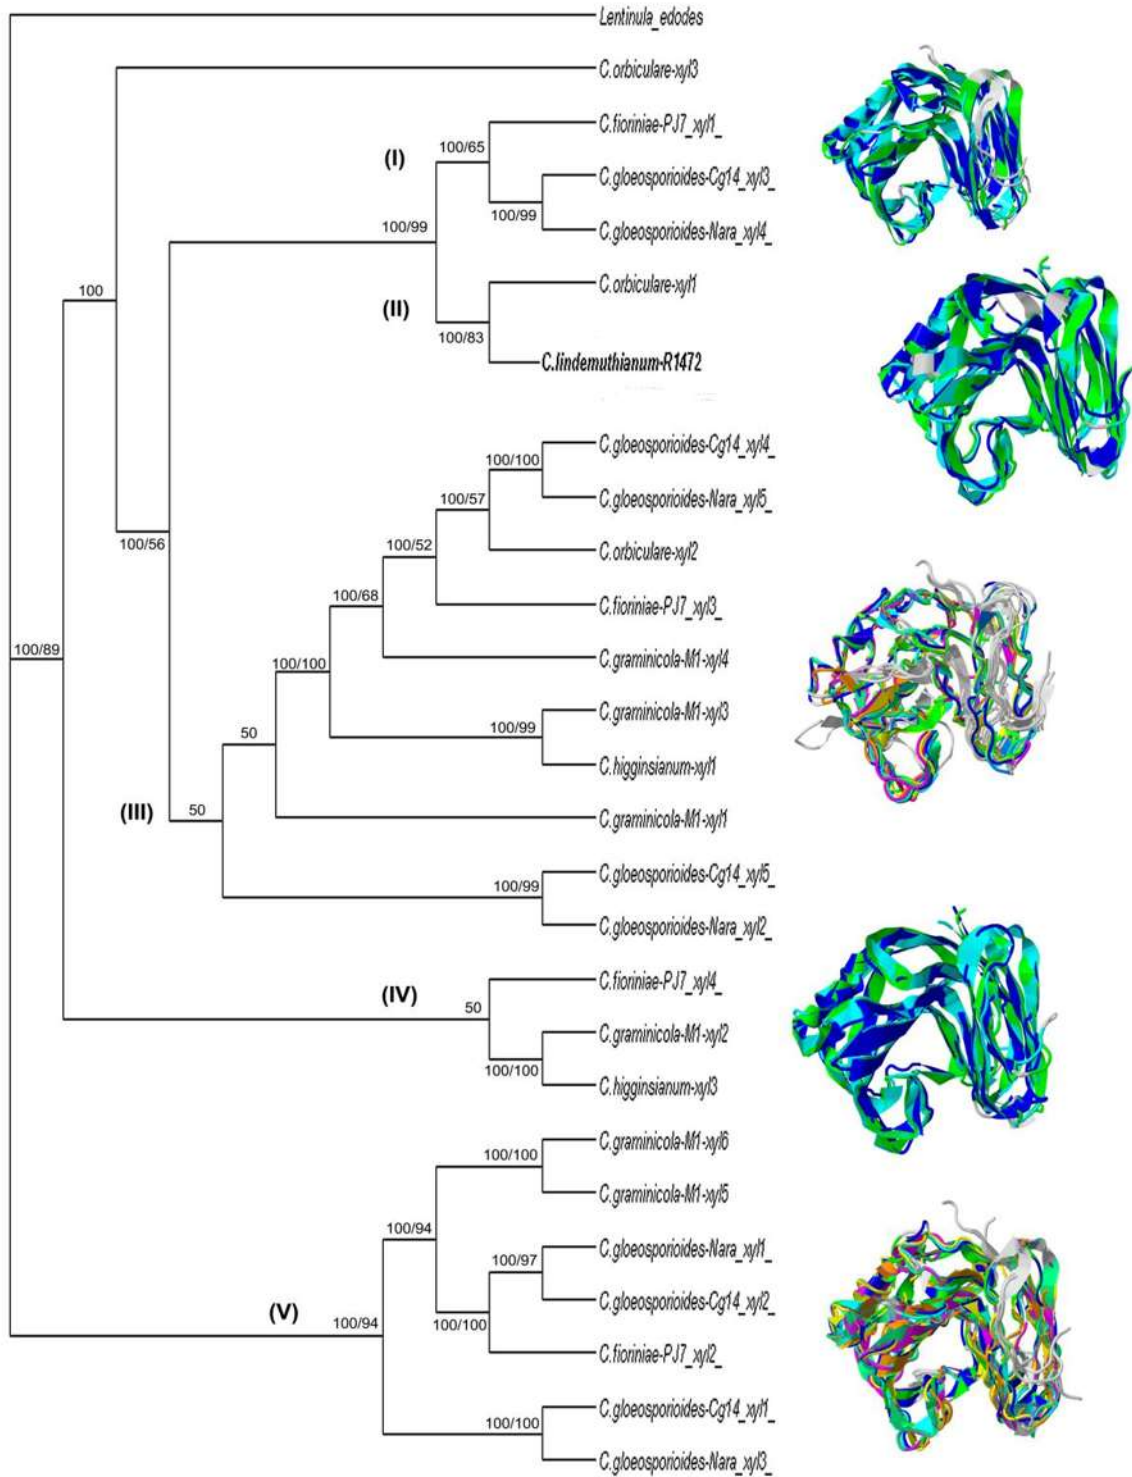 Lentinula_edodes
C.orbiculare-xyl3
C.fioriniae-PJ7_xyl1_
(I)
100/65
C.gloeosporioides-Cg14_xyl3_
100/99
C.gloeosporioides-Nara_xyl4_
100/99
C.orbiculare-xyl1
100
(II)
100/83
C.lindemuthianum-R1472
C.gloeosporioides-Cg14_xyl4_
100/100
C.gloeosporioides-Nara_xyl5_
100/57
100/56
C.orbiculare-xyl2
100/52
C.fioriniae-PJ7_xyl3_
100/68
100/89
C.graminicola-M1-xyl4
100/100
C.graminicola-M1-xyl3
100/99
50
C.higginsianum-xyl1
(III)
50
C.graminicola-M1-xyl1
C.gloeosporioides-Cg14_xyl5_
100/99
C.gloeosporioides-Nara_xyl2_
C.fioriniae-PJ7_xyl4_
(IV)
50
C.graminicola-M1-xyl2
100/100
C.higginsianum-xyl3
C.graminicola-M1-xyl6
100/100
C.graminicola-M1-xyl5
100/94
C.gloeosporioides-Nara_xyl1_
100/97
C.gloeosporioides-Cg14_xyl2_
(V)
100/94
100/100
C.fioriniae-PJ7_xyl2_
C.gloeosporioides-Cg14_xyl1_
100/100
C.gloeosporioides-Nara_xyl3_